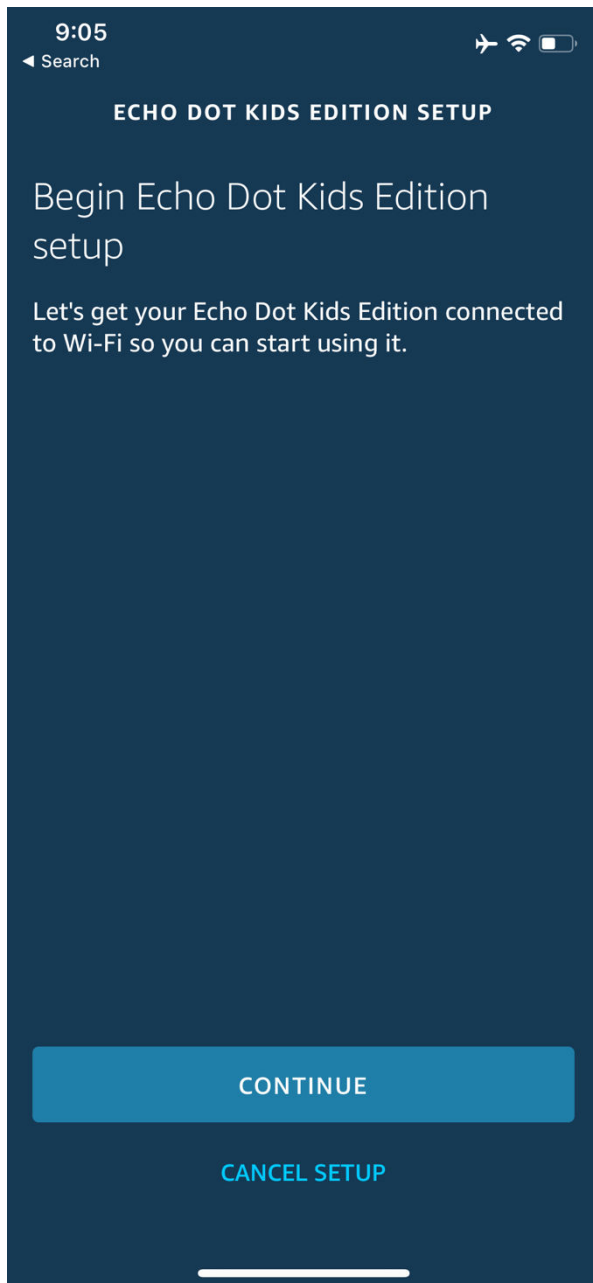 9:05
◀ Search
ECHO DOT KIDS EDITION SETUP
Begin Echo Dot Kids Edition
setup
Let's get your Echo Dot Kids Edition connected
to Wi-Fi so you can start using it.
CONTINUE
CANCEL SETUP